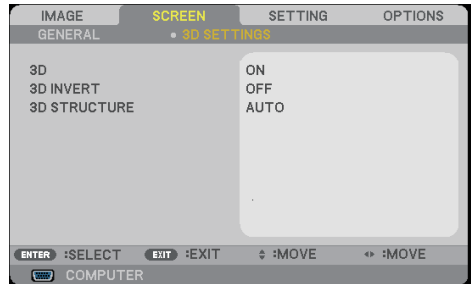 IMAGE SCREEN SETTING OPTIONS
GENERAL • 3D SETTINGS
3D ON
3D INVERT OFF
3D STRUCTURE AUTO
ENTER :SELECT EXIT :EXIT :MOVE :MOVE
COMPUTER